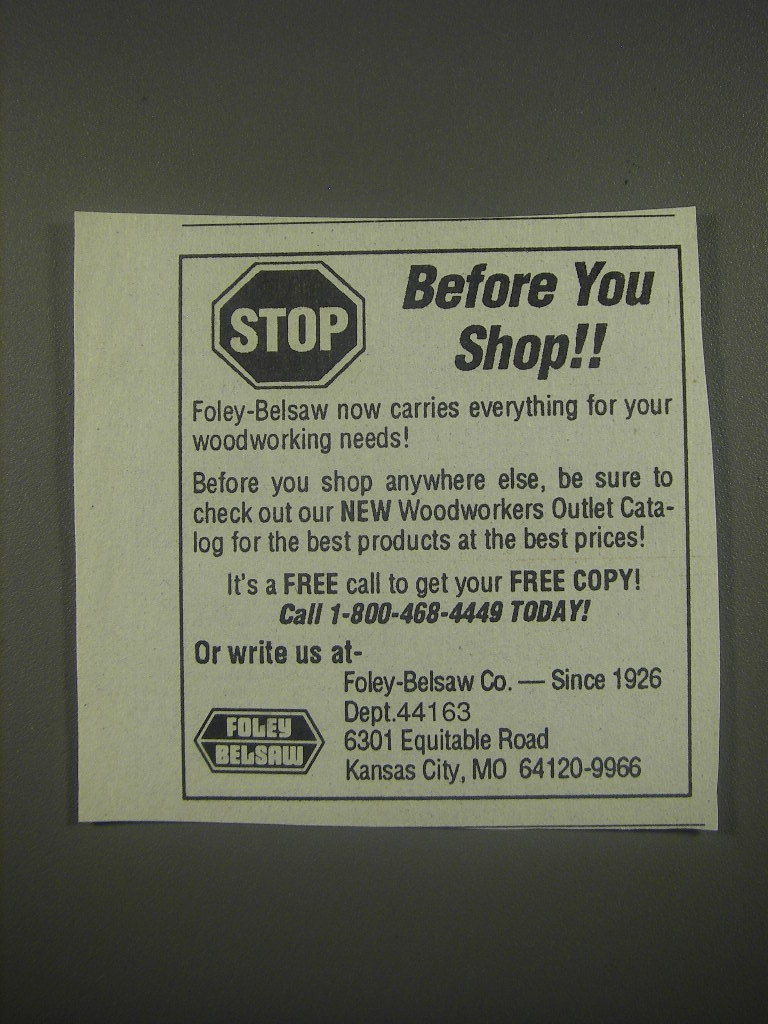 STOP
Before You
Shop!!
Foley-Belsaw now carries everything for your
woodworking needs!
Before you shop anywhere else, be sure to
check out our NEW Woodworkers Outlet Cata-
log for the best products at the best prices!
It's a FREE call to get your FREE COPY!
Call 1-800-468-4449 TODAY!
Or write us at-
Foley-Belsaw Co. — Since 1926
Dept.44163
6301 Equitable Road
Kansas City, MO 64120-9966
FOLEY
BELSAW